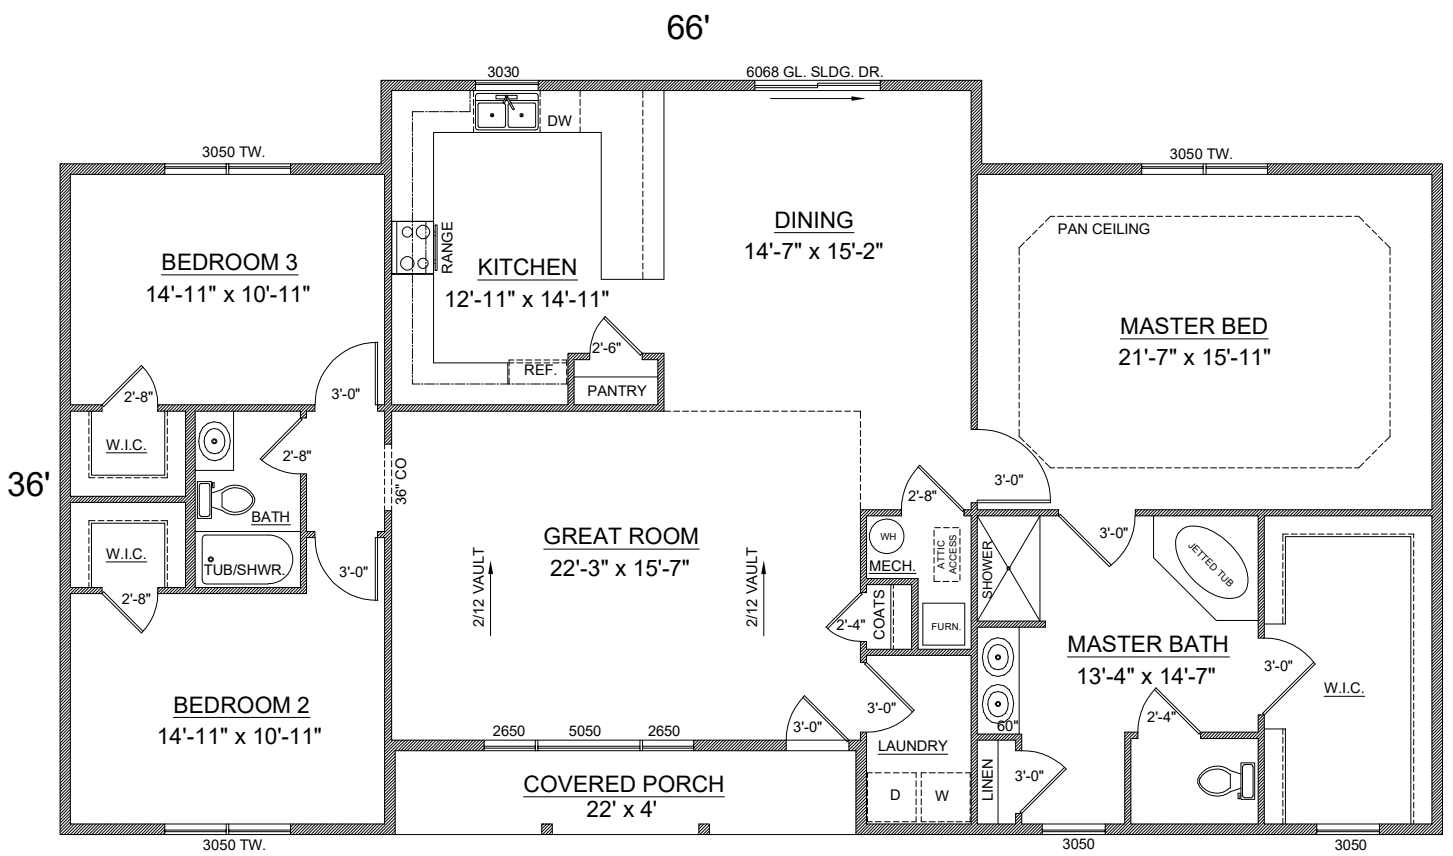 66'
3030
6068 GL. SLDG. DR.
DW
3050 TW.
3050 TW.
RANGE
DINING
14'-7" x 15'-2"
PAN CEILING
BEDROOM 3
14'-11" x 10'-11"
KITCHEN
12'-11" x 14'-11"
MASTER BED
21'-7" x 15'-11"
2'-6"
REF.
PANTRY
2'-8"
3'-0"
W.I.C.
2'-8"
36" CO
36'
BATH
3'-0"
2'-8"
WH
MECH.
ATTIC
ACCESS
SHOWER
3'-0"
JETTED TUB
GREAT ROOM
22'-3" x 15'-7"
2/12 VAULT
2/12 VAULT
W.I.C.
TUB/SHWR.
3'-0"
2'-8"
COATS
2'-4"
FURN.
MASTER BATH
13'-4" x 14'-7"
3'-0"
W.I.C.
BEDROOM 2
14'-11" x 10'-11"
3'-0"
3'-0"
60"
2'-4"
2650
5050
2650
LAUNDRY
LINEN
3'-0"
COVERED PORCH
22' x 4'
D
W
3050 TW.
3050
3050